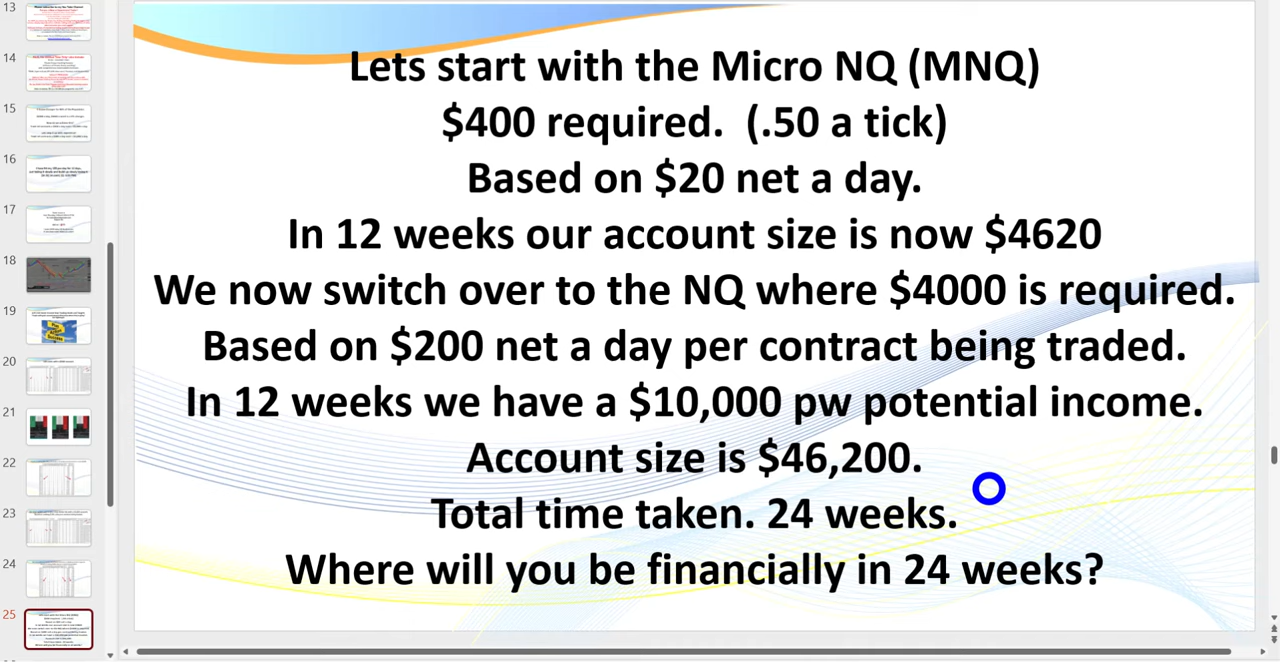 13
14
15
16
17
18
19
20
21
22
23
24
25
Lets start with the Micro NQ (MNQ)
$400 required.  (.50 a tick)
Based on $20 net a day.
In 12 weeks our account size is now $4620
We now switch over to the NQ where $4000 is required.
Based on $200 net a day per contract being traded.
In 12 weeks we have a $10,000 pw potential income.
Account size is $46,200.
Total time taken. 24 weeks.
Where will you be financially in 24 weeks?